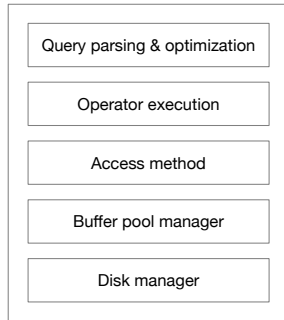 Query parsing & optimization
Operator execution
Access method
Buffer pool manager
Disk manager